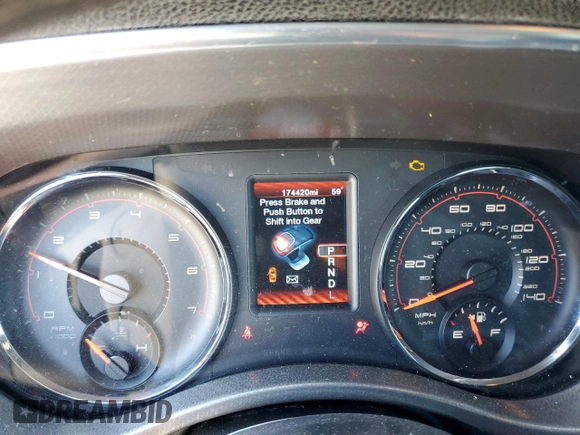 174420mi 59°
Press Brake and
Push Button to
Shift into Gear
P
R
N
D
L
0 1 2 3 4 5 6 7
RPM
x1000
H
0 20 40 60 80 100 120 140
220
MPH
km/h
E F
DREAMBID